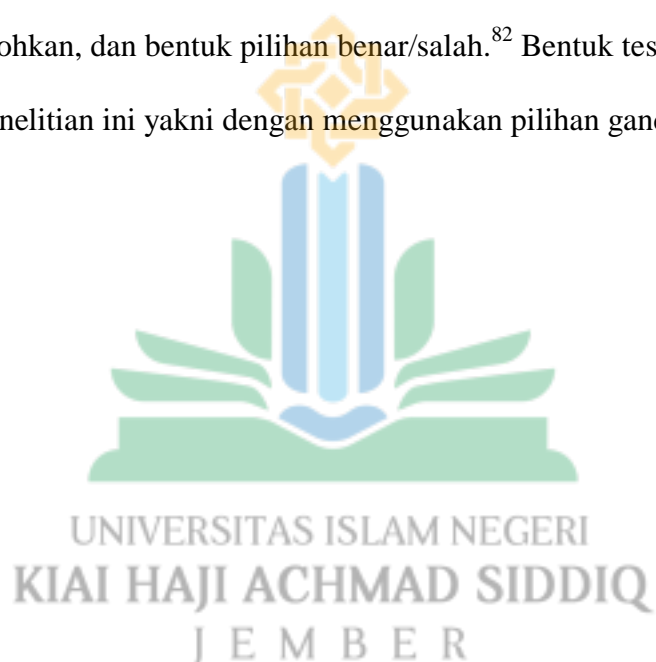 ohkan, dan bentuk pilihan benar/salah.82 Bentuk tes
nelitian ini yakni dengan menggunakan pilihan
UNIVERSITAS ISLAM NEGERI
KIAI HAJI ACHMAD SIDDIQ
JEMBER